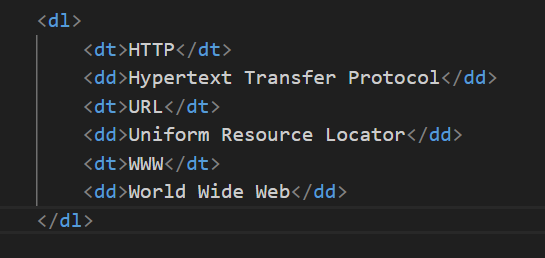 <dl>
<dt>HTTP</dt>
<dd>Hypertext Transfer Protocol</dd>
<dt>URL</dt>
<dd>Uniform Resource Locator</dd>
<dt>WWW</dt>
<dd>World Wide Web</dd>
</dl>